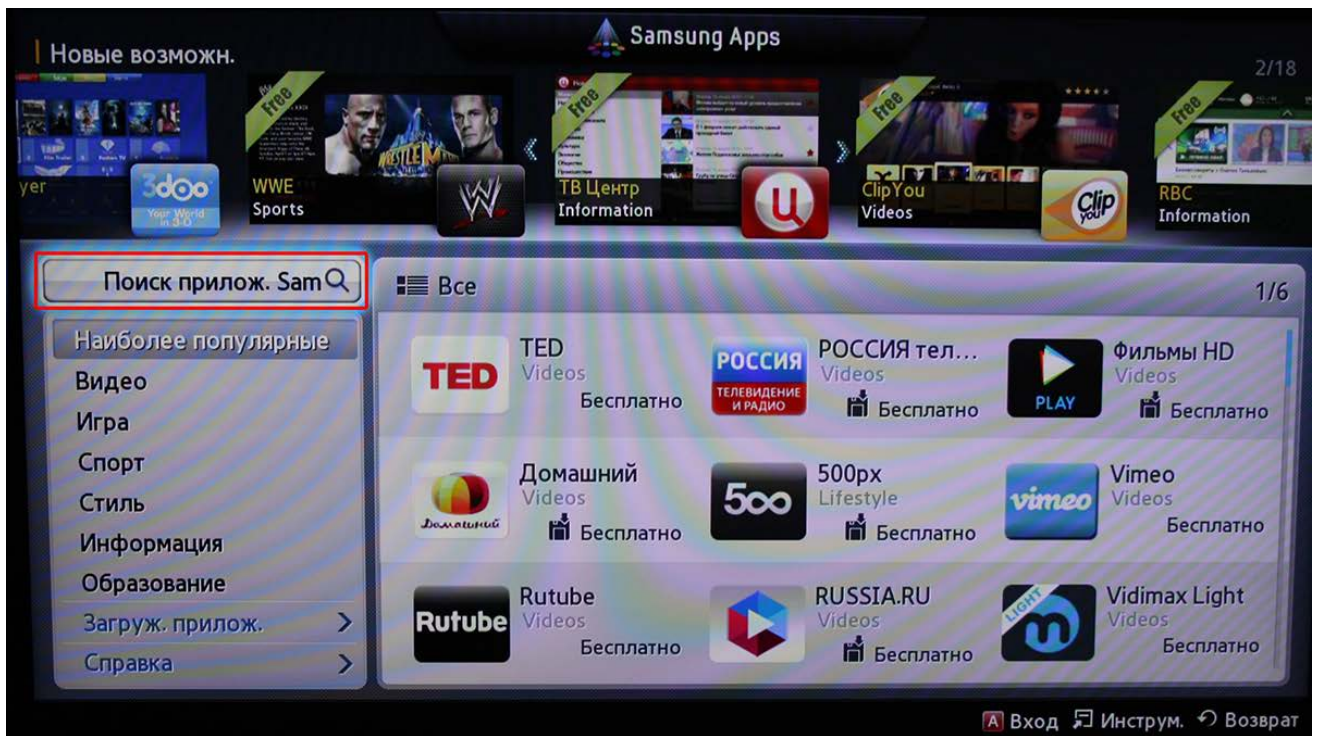 Samsung Apps
Новые возможн.
2/18
Free
Free
Free
Free
yer
3doo
Your World
in 3-D
WWE
Sports
WRESTLEM
ТВ Центр
Information
ClipYou
Videos
Clip
you
RBC
Information
Поиск прилож. Sam
Все
1/6
Наиболее популярные
Видео
Игра
Спорт
Стиль
Информация
Образование
Загруж. прилож.
Справка
TED
TED
Videos
Бесплатно
РОССИЯ
ТЕЛЕВИДЕНИЕ
И РАДИО
РОССИЯ тел...
Videos
Бесплатно
PLAY
Фильмы HD
Videos
Бесплатно
Домашний
Домашний
Videos
Бесплатно
500
500px
Lifestyle
Бесплатно
vimeo
Vimeo
Videos
Бесплатно
Rutube
Rutube
Videos
Бесплатно
RUSSIA.RU
Videos
Бесплатно
LIGHT
Vidimax Light
Videos
Бесплатно
A Вход Инструм. Возврат